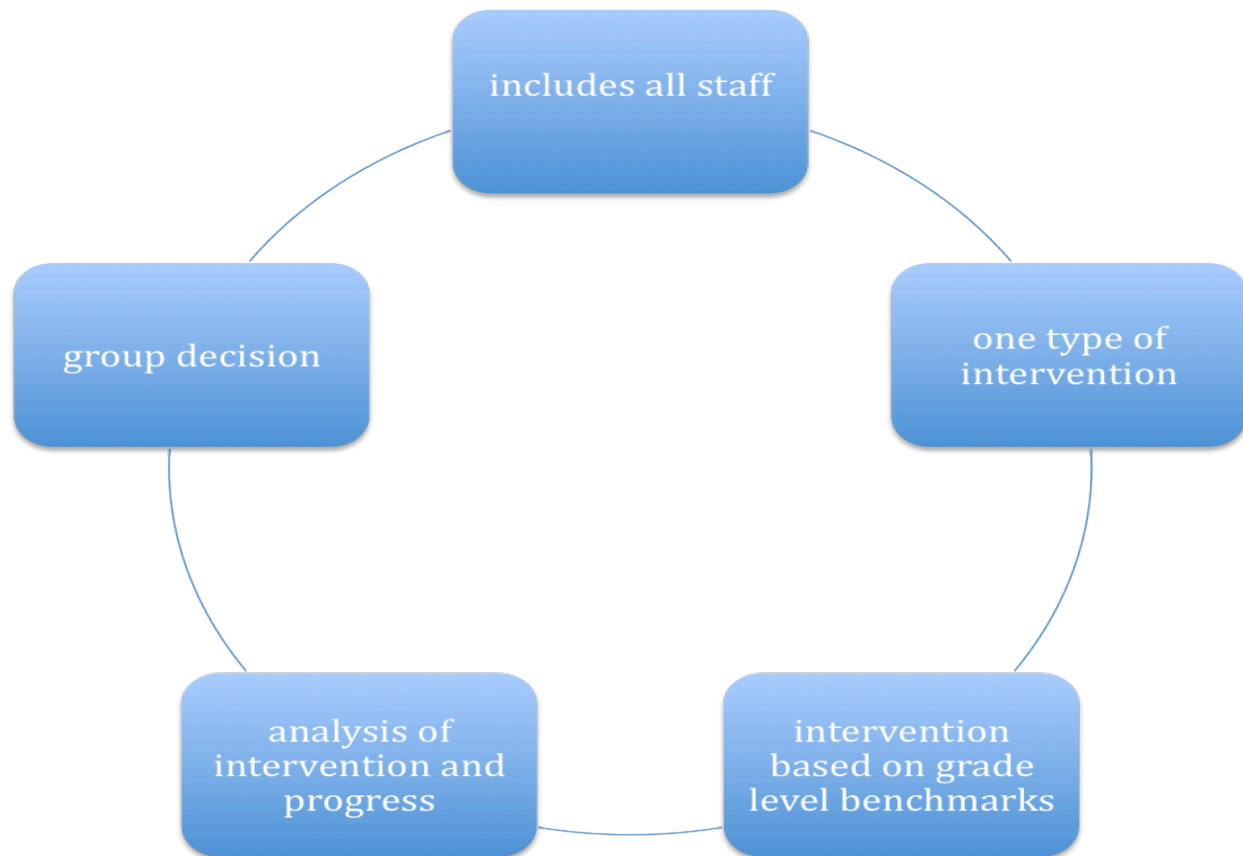 includes all staff
one type of
intervention
intervention
based on grade
level benchmarks
analysis of
intervention and
progress
group decision